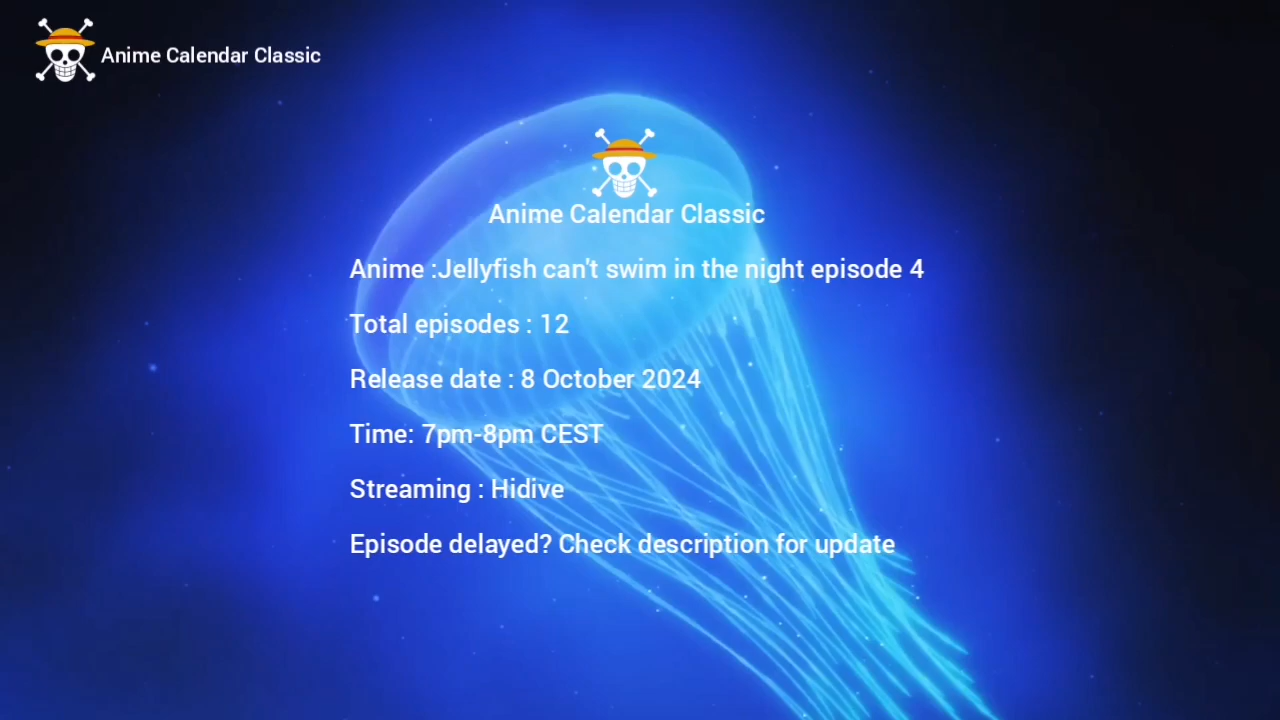 Anime Calendar Classic
Anime Calendar Classic
Anime :Jellyfish can't swim in the night episode 4
Total episodes : 12
Release date : 8 October 2024
Time: 7pm-8pm CEST
Streaming : Hidive
Episode delayed? Check description for update